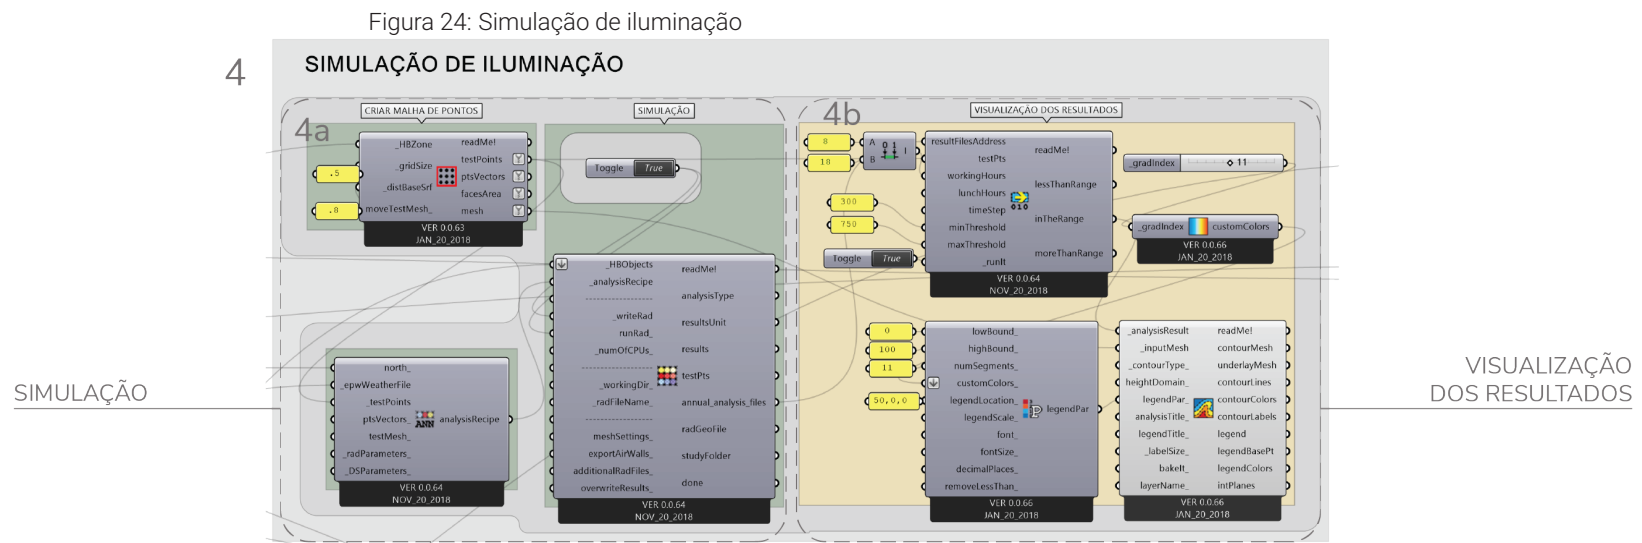 Figura 24: Simulação de iluminação
4
SIMULAÇÃO DE ILUMINAÇÃO
4a
CRIAR MALHA DE PONTOS
_HBZone
_gridSize
_distBaseSrf
moveTestMesh_
readMe!
testPoints
ptsVectors
facesArea
mesh
VER 0.0.63
JAN_20_2018
.5
.8
SIMULAÇÃO
Toggle True
north_
_epwWeatherFile
_testPoints
ptsVectors_
testMesh_
_radParameters_
_DSParameters_
ANN
analysisRecipe
VER 0.0.64
NOV_20_2018
_HBObjects
_analysisRecipe
--------------------
_writeRad
runRad_
_numOfCPUs_
--------------------
_workingDir_
_radFileName_
--------------------
meshSettings_
exportAirWalls_
additionalRadFiles_
overwriteResults_
readMe!
analysisType
resultsUnit
results
testPts
annual_analysis_files
radGeoFile
studyFolder
done
VER 0.0.64
NOV_20_2018
4b
VISUALIZAÇÃO DOS RESULTADOS
8
18
A
B
0 1
I
300
750
Toggle True
resultFilesAddress
testPts
workingHours
lunchHours
timeStep
minThreshold
maxThreshold
_runIt
010
readMe!
lessThanRange
inTheRange
moreThanRange
VER 0.0.64
NOV_20_2018
_gradIndex 11
_gradIndex customColors
VER 0.0.66
JAN_20_2018
0
100
11
50,0,0
lowBound_
highBound_
numSegments_
customColors_
legendLocation_
legendScale_
font_
fontSize_
decimalPlaces_
removeLessThan_
P
legendPar
VER 0.0.66
JAN_20_2018
_analysisResult
_inputMesh
_contourType_
heightDomain_
legendPar_
analysisTitle_
legendTitle_
_labelSize_
bakeIt_
layerName_
readMe!
contourMesh
underlayMesh
contourLines
contourColors
contourLabels
legend
legendBasePt
legendColors
intPlanes
VER 0.0.66
JAN_20_2018
SIMULAÇÃO
VISUALIZAÇÃO
DOS RESULTADOS